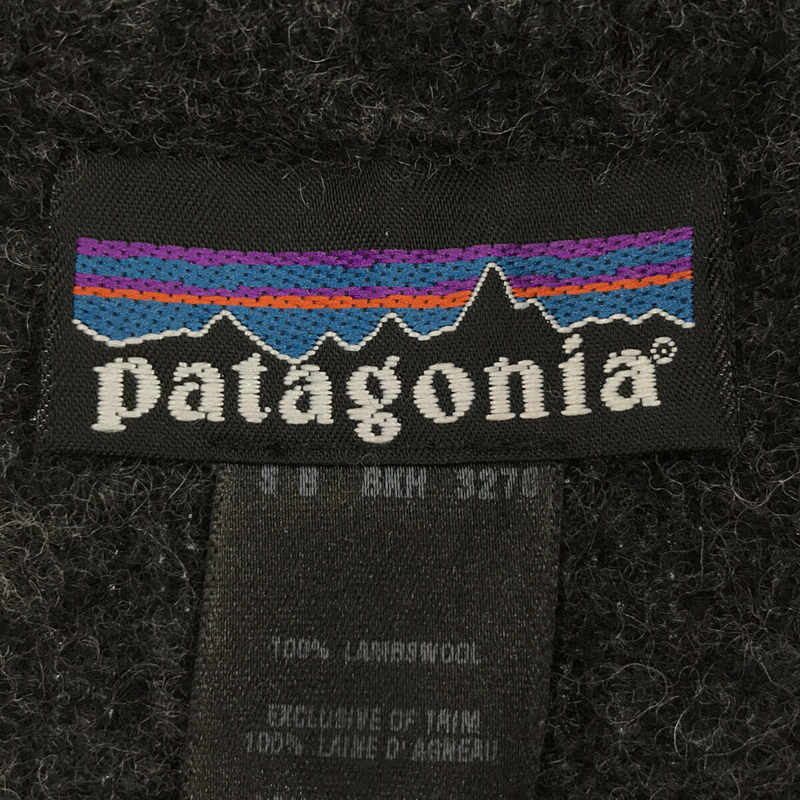 patagonia®
100% LAMBSWOOL
EXCLUSIVE OF TRIM
100% LAINE D'AGNEAU